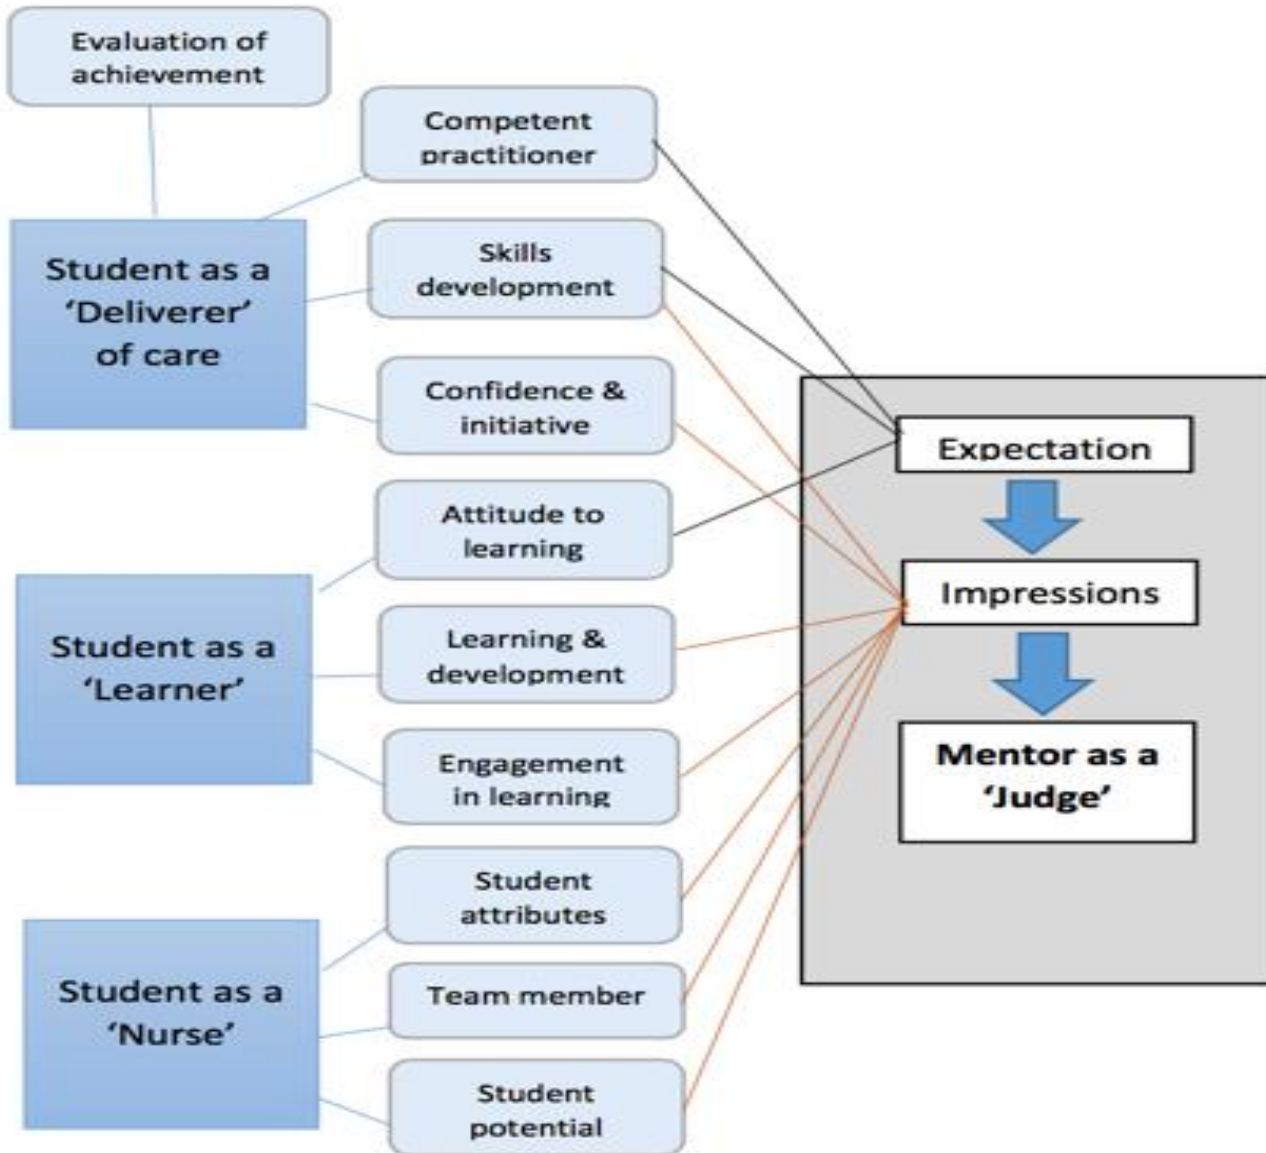 Evaluation of
achievement
Competent
practitioner
Student as a
‘Deliverer’
of care
Skills
development
Confidence &
initiative
Attitude to
learning
Student as a
‘Learner’
Learning &
development
Engagement
in learning
Student
attributes
Student as a
‘Nurse’
Team member
Student
potential
Expectation
Impressions
Mentor as a
‘Judge’